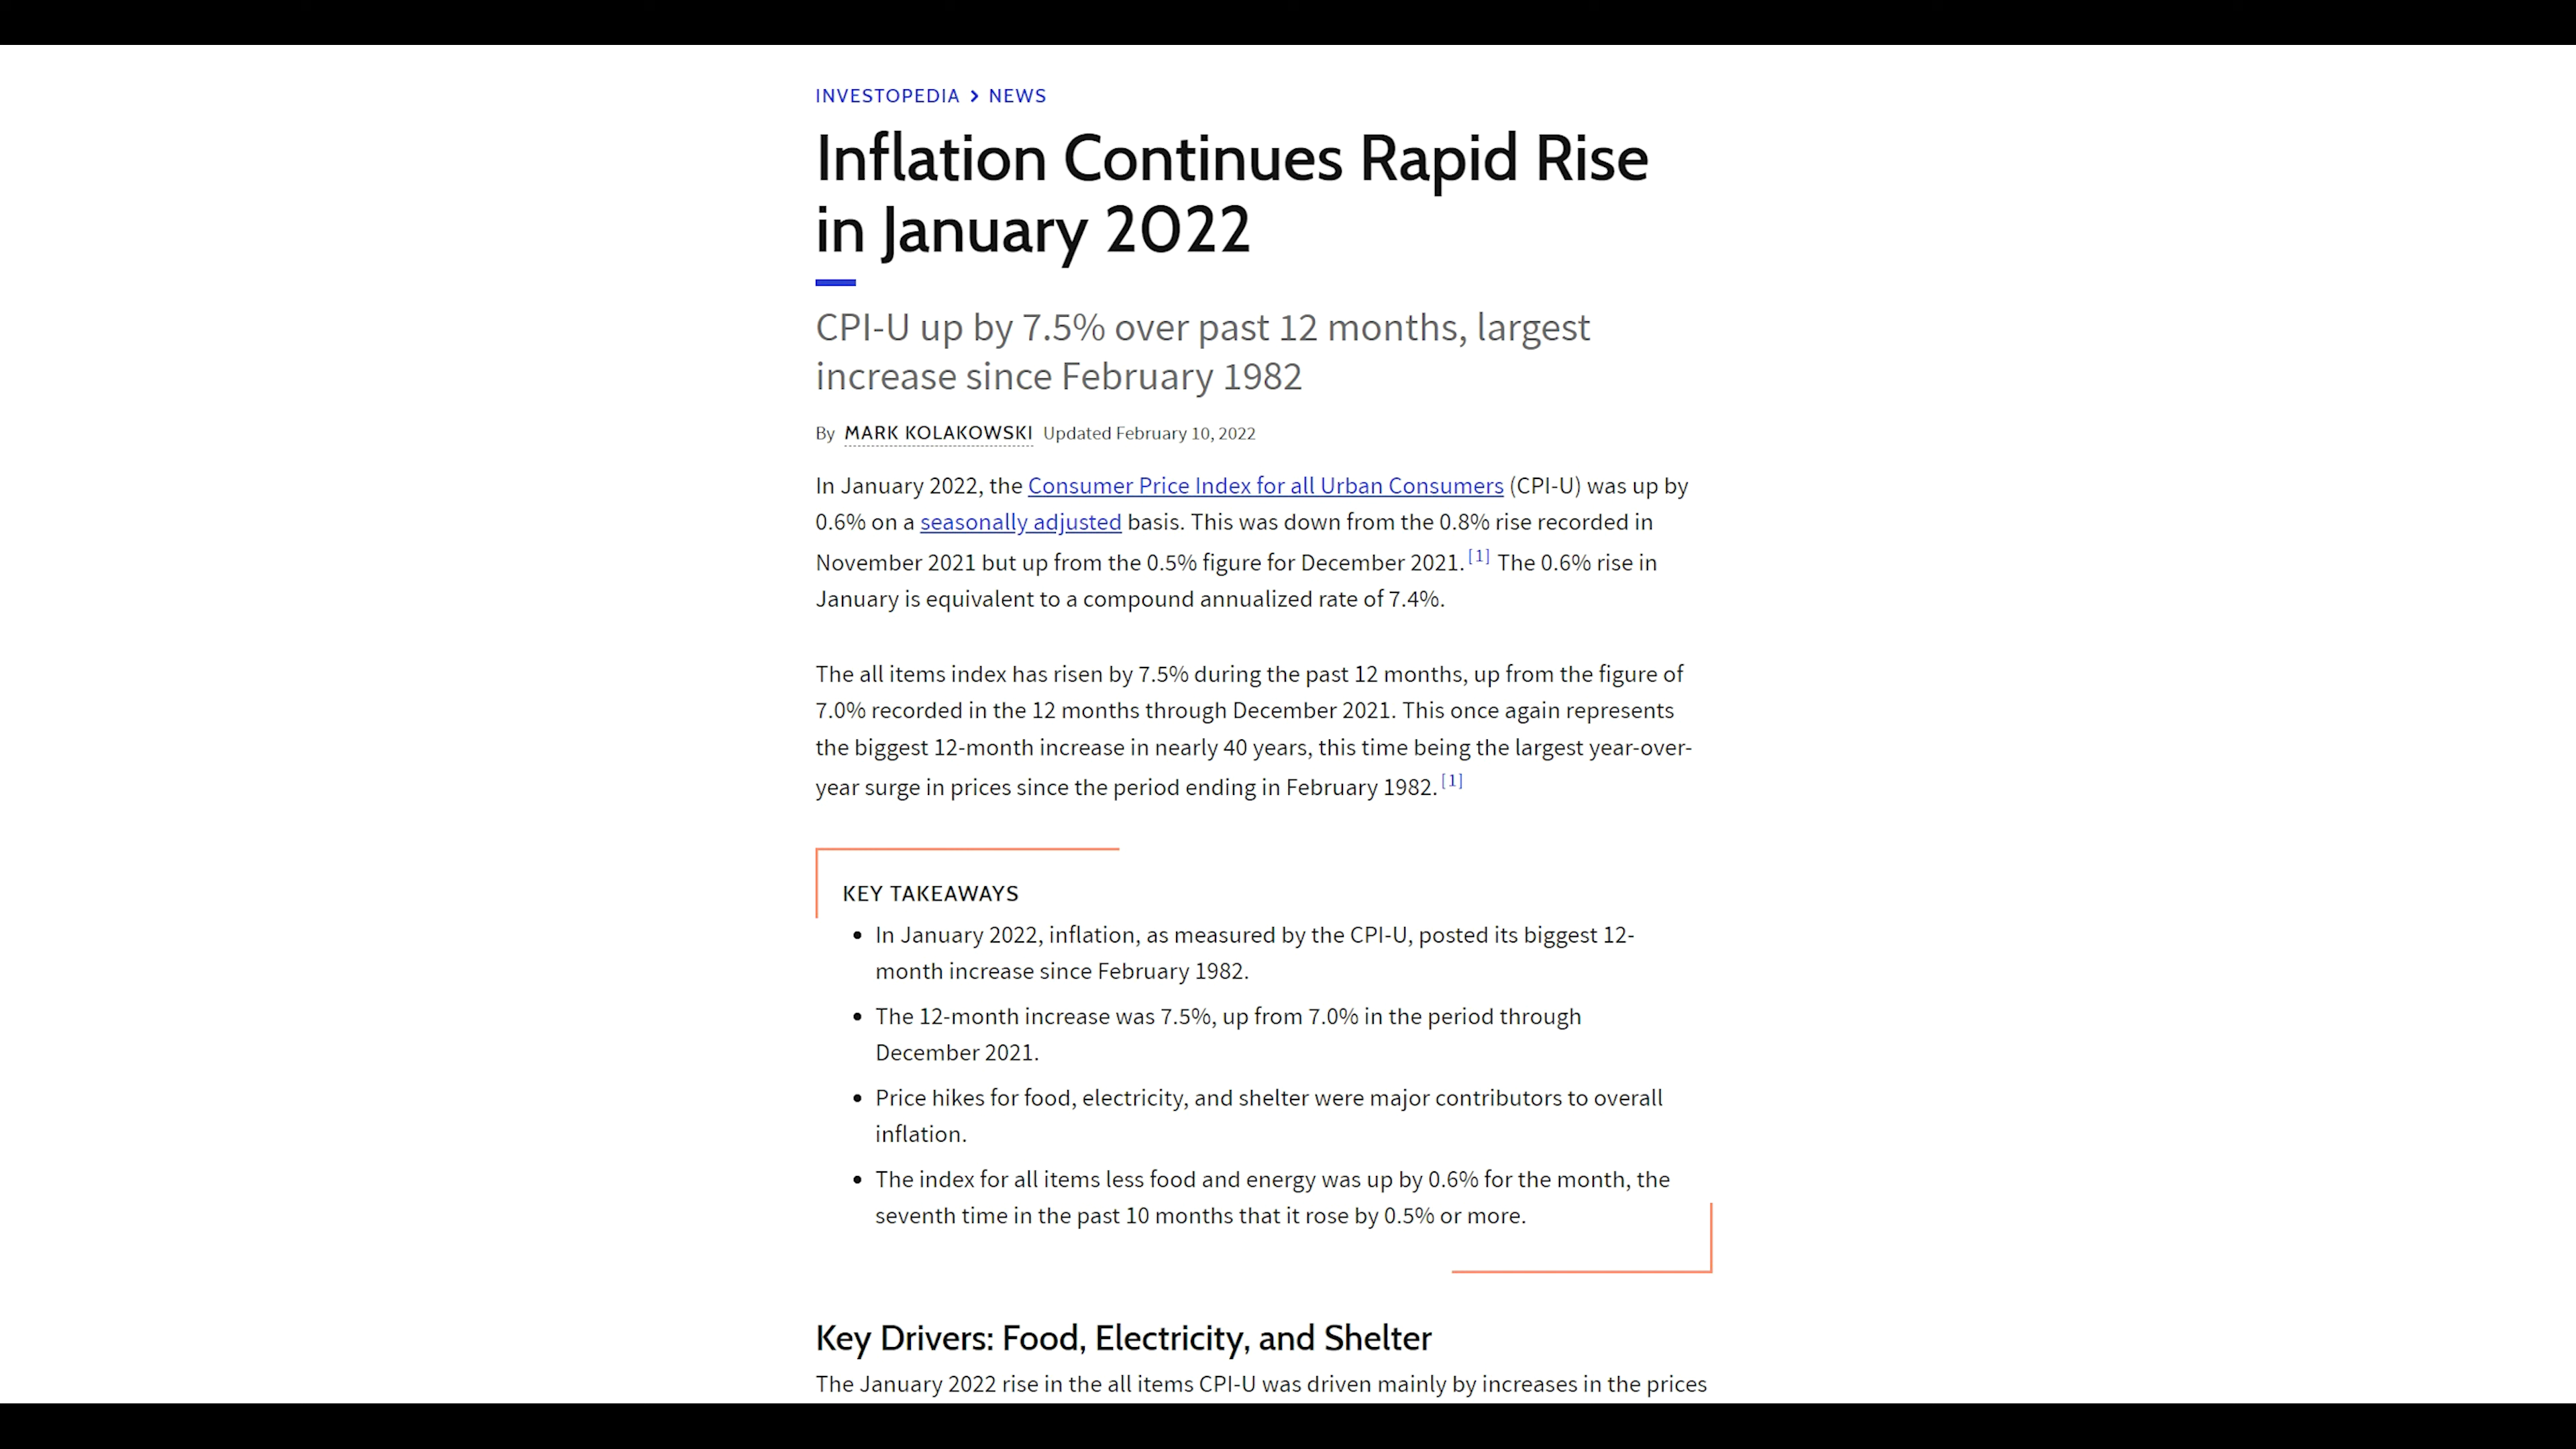 INVESTOPEDIA > NEWS
Inflation Continues Rapid Rise
in January 2022
CPI-U up by 7.5% over past 12 months, largest
increase since February 1982
By MARK KOLAKOWSKI Updated February 10, 2022
In January 2022, the Consumer Price Index for all Urban Consumers (CPI-U) was up by
0.6% on a seasonally adjusted basis. This was down from the 0.8% rise recorded in
November 2021 but up from the 0.5% figure for December 2021. [1] The 0.6% rise in
January is equivalent to a compound annualized rate of 7.4%.
The all items index has risen by 7.5% during the past 12 months, up from the figure of
7.0% recorded in the 12 months through December 2021. This once again represents
the biggest 12-month increase in nearly 40 years, this time being the largest year-over-
year surge in prices since the period ending in February 1982. [1]
KEY TAKEAWAYS
• In January 2022, inflation, as measured by the CPI-U, posted its biggest 12-
month increase since February 1982.
• The 12-month increase was 7.5%, up from 7.0% in the period through
December 2021.
• Price hikes for food, electricity, and shelter were major contributors to overall
inflation.
• The index for all items less food and energy was up by 0.6% for the month, the
seventh time in the past 10 months that it rose by 0.5% or more.
Key Drivers: Food, Electricity, and Shelter
The January 2022 rise in the all items CPI-U was driven mainly by increases in the prices